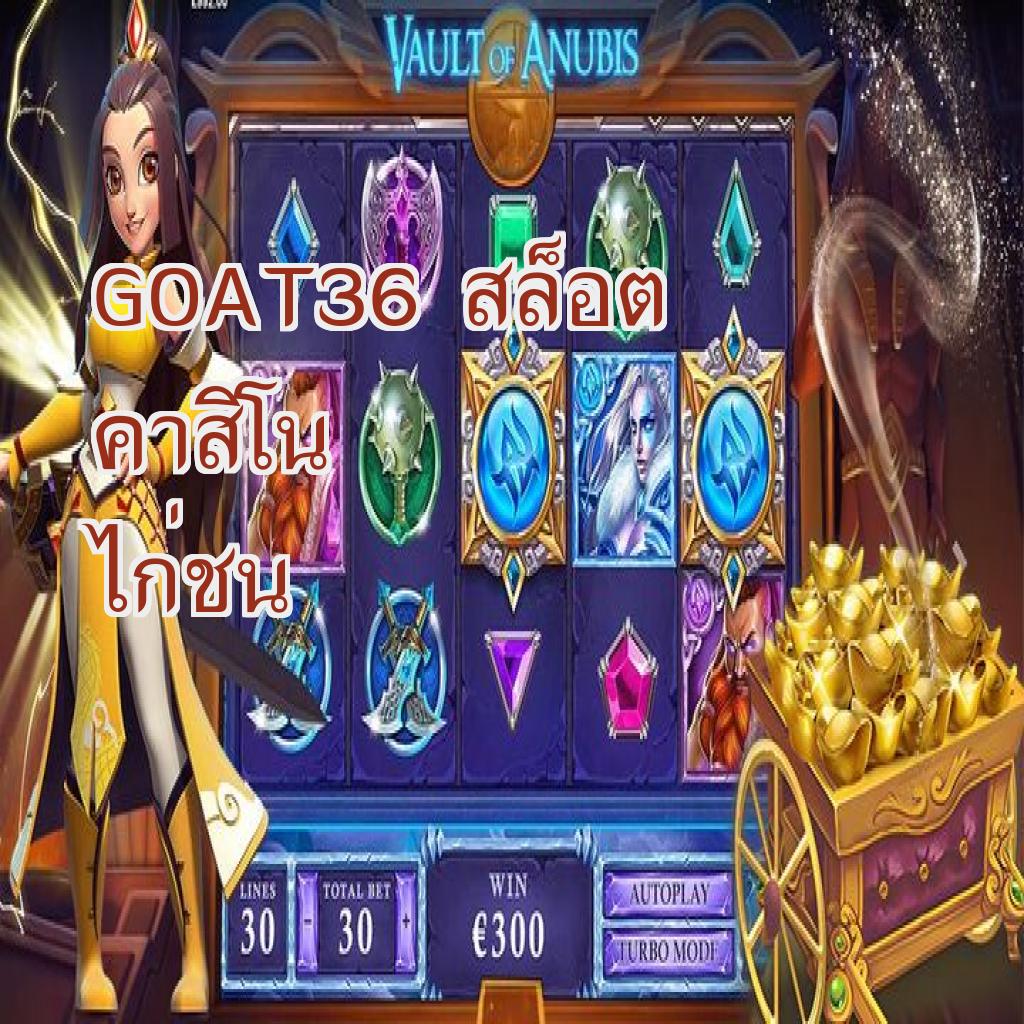 VAULT OF ANUBIS
GOAT36 สล็อต
คาสิโน
ไก่ชน
LINES
30
TOTAL BET
- 30 +
WIN
€300
AUTOPLAY
TURBO MODE